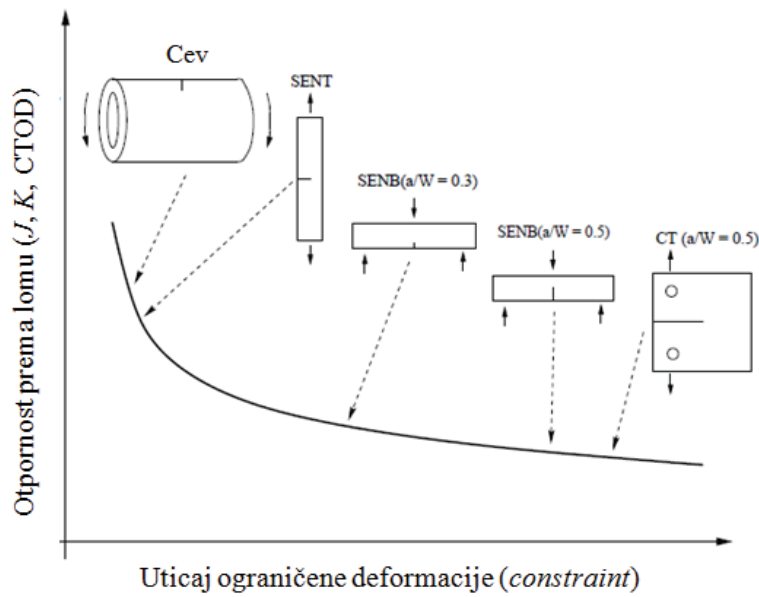 Cev
SENT
SENB(a/W = 0.3)
SENB(a/W = 0.5)
CT (a/W = 0.5)
Otpornost prema lomu (J, K, CTOD)
Uticaj ograničene deformacije (constraint)